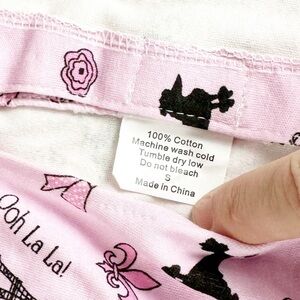 100% Cotton
Machine wash cold
Tumble dry low
Do not bleach
S
Made in China
Ooh La La!